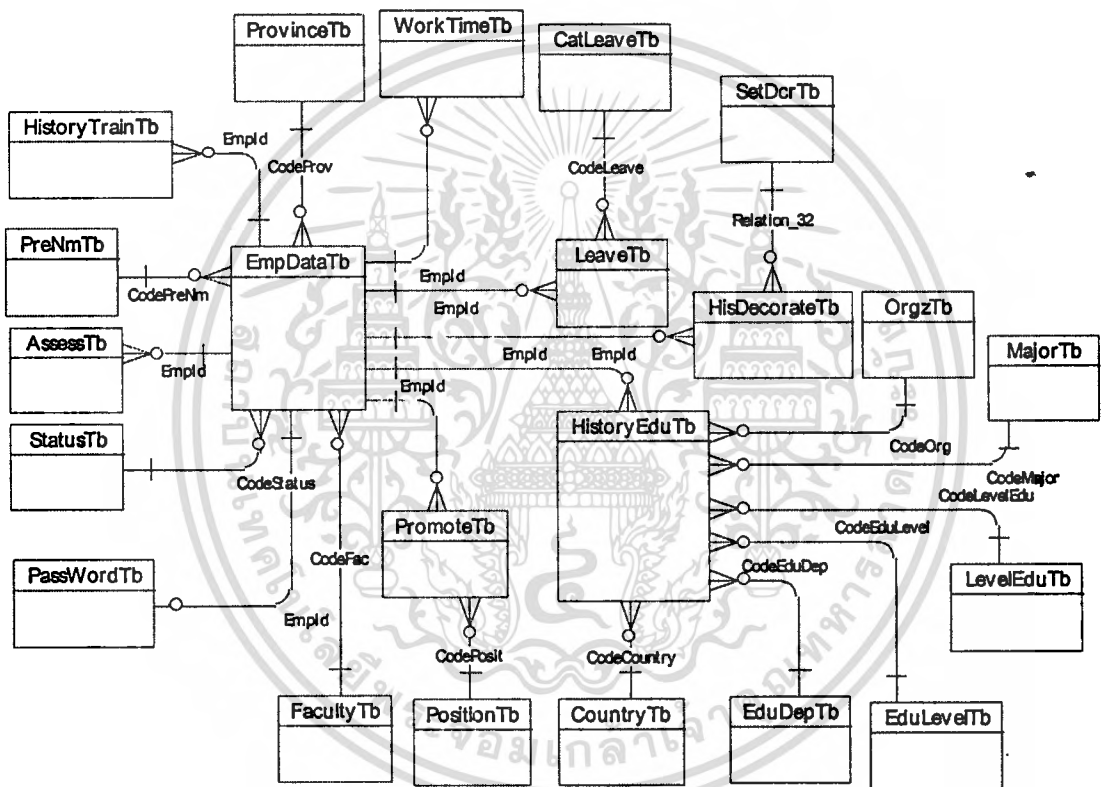 ProvinceTb
WorkTimeTb
CatLeaveTb
SetDcrTb
HistoryTrainTb
EmpId
CodeProv
CodeLeave
Relation_32
PreNmTb
CodePreNm
EmpDataTb
EmpId
EmpId
LeaveTb
HisDecorateTb
OrgzTb
MajorTb
AssessTb
EmpId
EmpId
EmpId
EmpId
StatusTb
CodeStatus
HistoryEduTb
CodeOrg
CodeMajor
CodeLevelEdu
CodeEduLevel
CodeEduDep
PromoteTb
CodeFac
PassWordTb
EmpId
LevelEduTb
CodePosit
CodeCountry
FacultyTb
PositionTb
CountryTb
EduDepTb
EduLevelTb